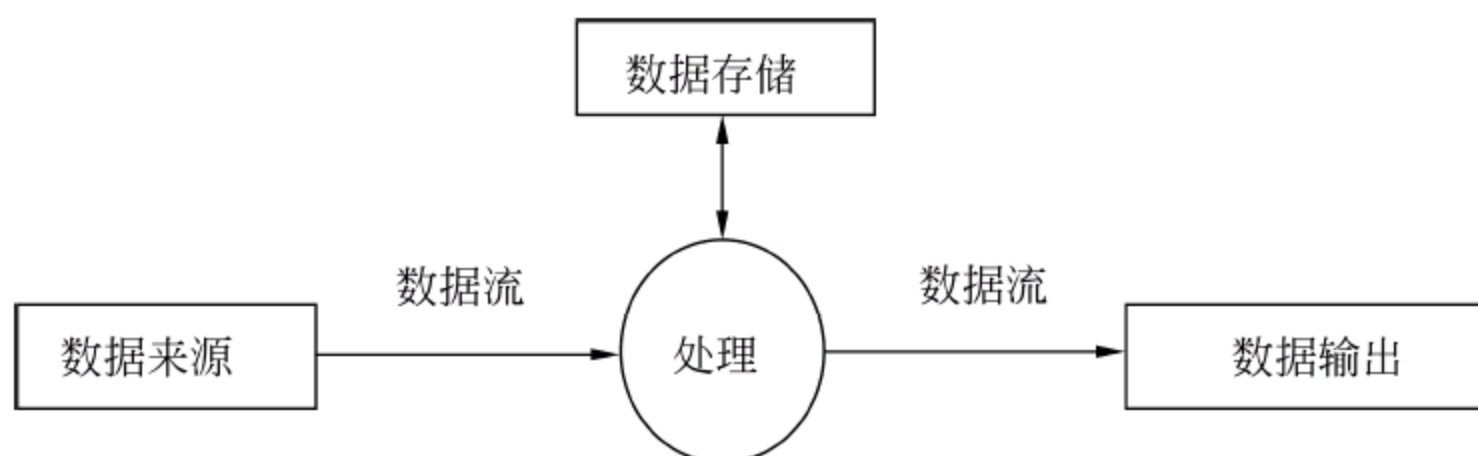 数据存储
数据流
数据流
数据来源
处理
数据输出